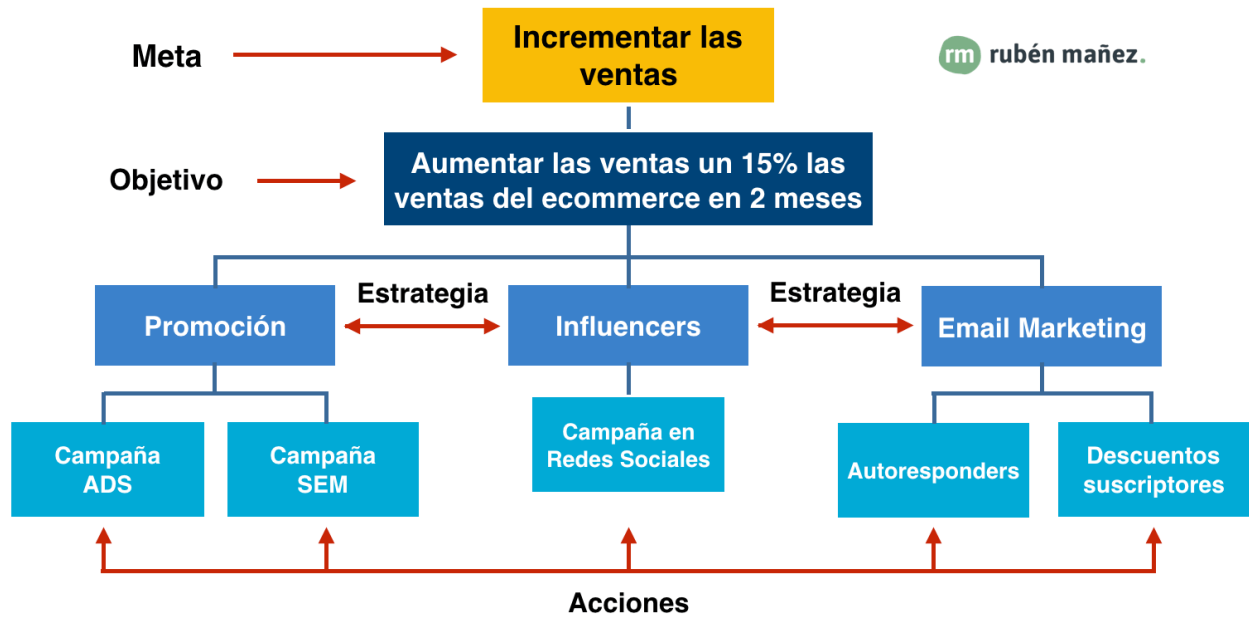 Meta
Incrementar las
ventas
rm rubén mañez.
Objetivo
Aumentar las ventas un 15% las
ventas del ecommerce en 2 meses
Promoción
Estrategia
Influencers
Estrategia
Email Marketing
Campaña
ADS
Campaña
SEM
Campaña en
Redes Sociales
Autoresponders
Descuentos
suscriptores
Acciones